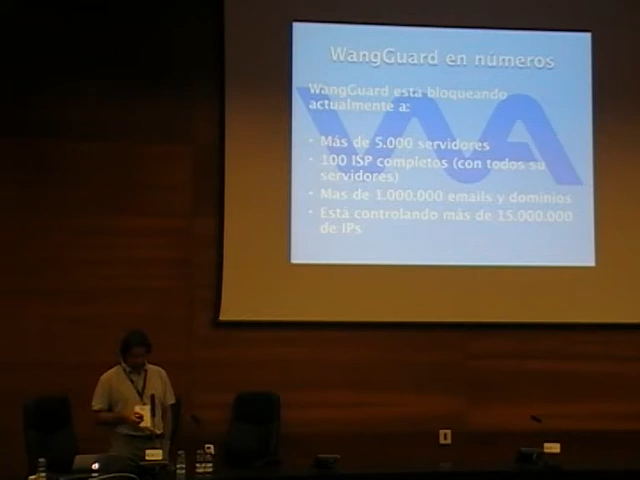 WangGuard en números
WangGuard está bloqueando
actualmente a:
• Más de 5.000 servidores
• 100 ISP completos (con todos su
servidores)
• Mas de 1.000.000 emails y dominios
• Está controlando más de 15.000.000
de IPs